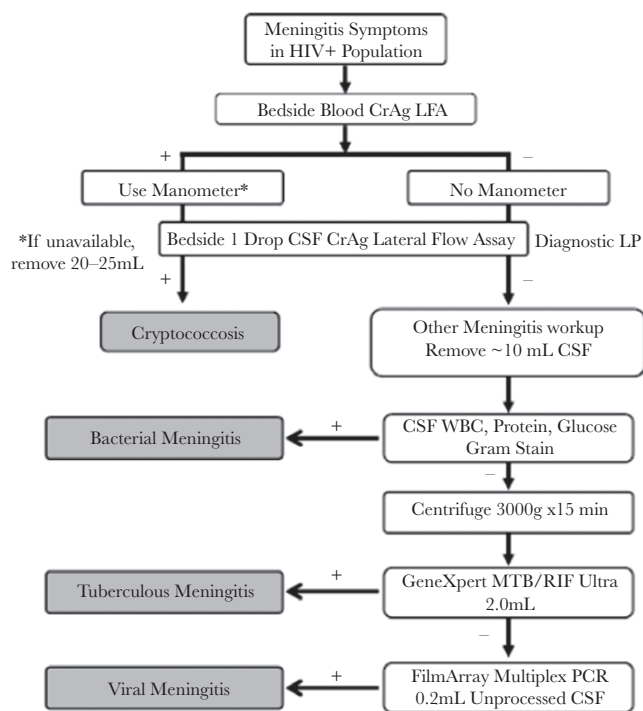 Meningitis Symptoms
in HIV+ Population
Bedside Blood CrAg LFA
+
–
Use Manometer*
No Manometer
*If unavailable,
remove 20–25mL
Bedside 1 Drop CSF CrAg Lateral Flow Assay
Diagnostic LP
+
–
Cryptococcosis
Other Meningitis workup
Remove ~10 mL CSF
Bacterial Meningitis
+
CSF WBC, Protein, Glucose
Gram Stain
–
Centrifuge 3000g x15 min
Tuberculous Meningitis
+
GeneXpert MTB/RIF Ultra
2.0mL
–
Viral Meningitis
+
FilmArray Multiplex PCR
0.2mL Unprocessed CSF